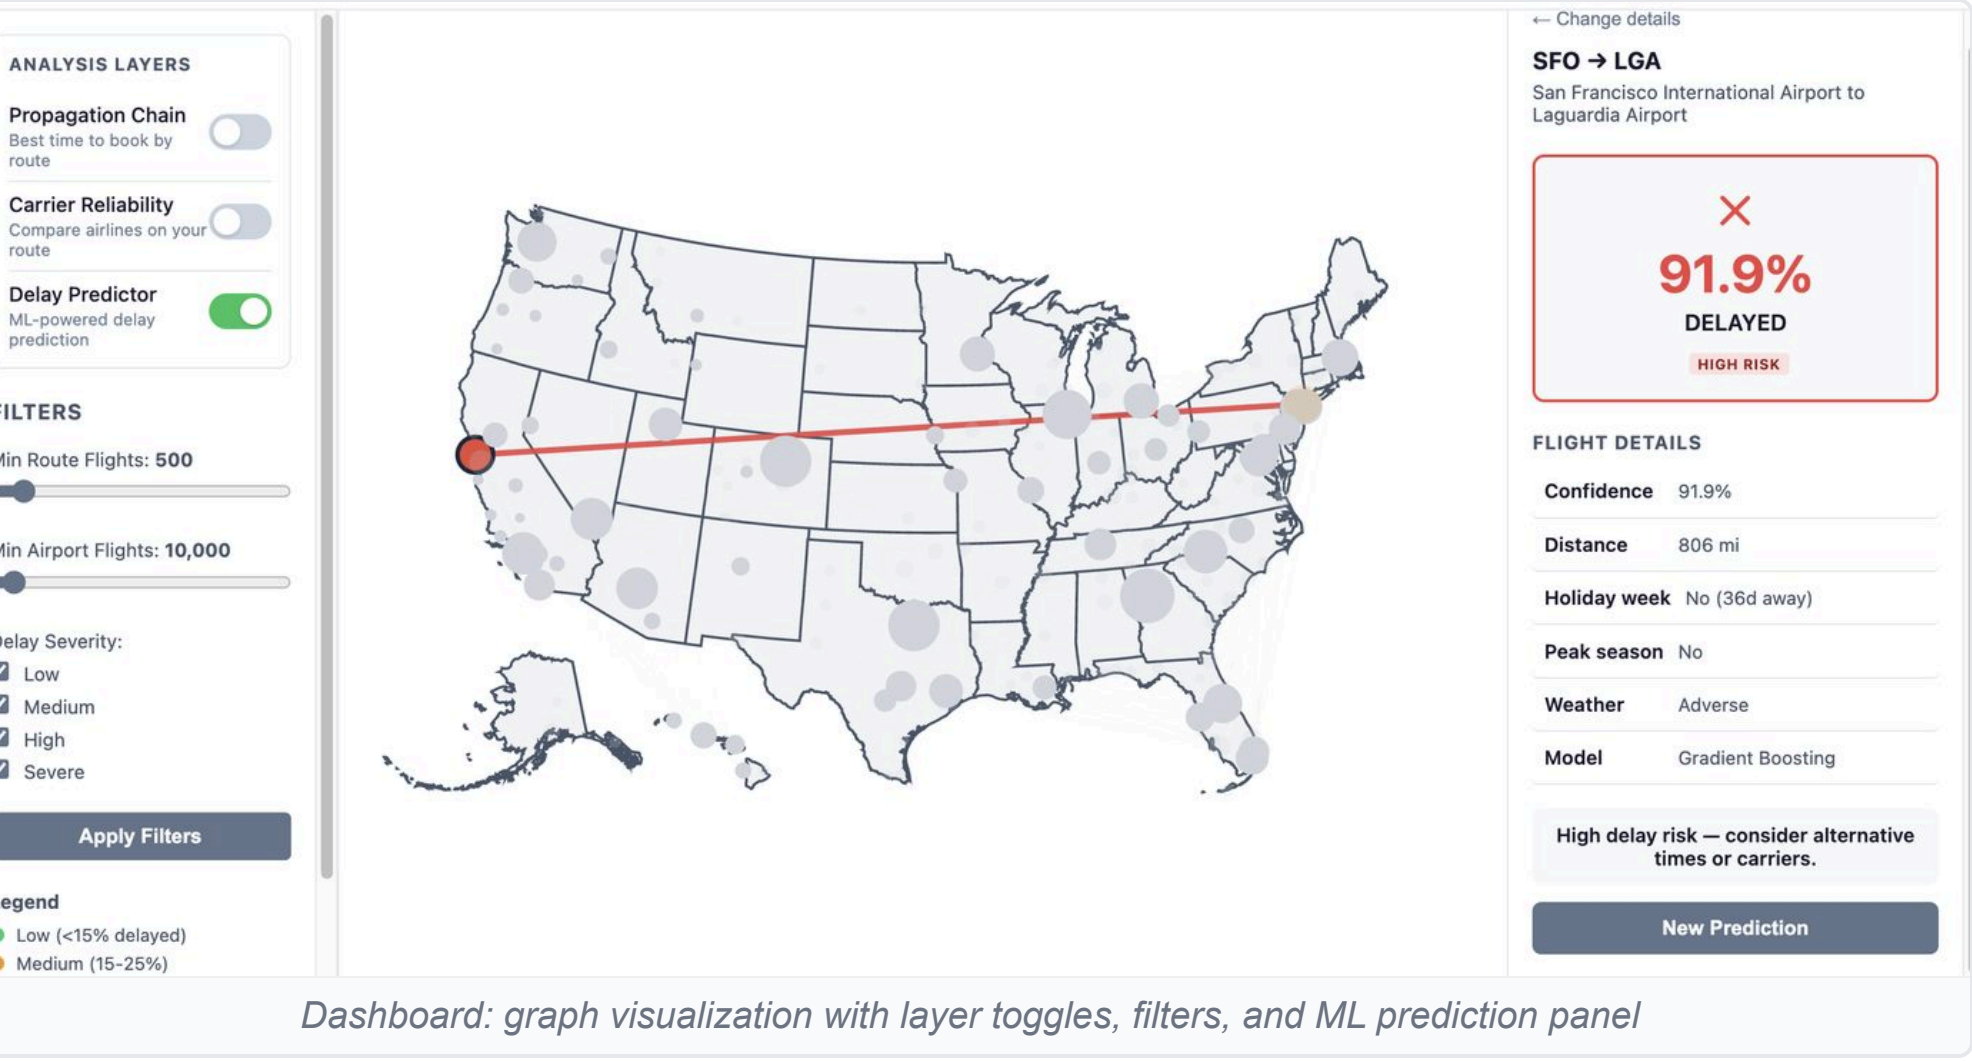 ANALYSIS LAYERS
Propagation Chain
Best time to book by
route
Carrier Reliability
Compare airlines on your
route
Delay Predictor
ML-powered delay
prediction
FILTERS
Min Route Flights: 500
Min Airport Flights: 10,000
Delay Severity:
Low
Medium
High
Severe
Apply Filters
Legend
Low (<15% delayed)
Medium (15-25%)
← Change details
SFO → LGA
San Francisco International Airport to
Laguardia Airport
91.9%
DELAYED
HIGH RISK
FLIGHT DETAILS
Confidence 91.9%
Distance 806 mi
Holiday week No (36d away)
Peak season No
Weather Adverse
Model Gradient Boosting
High delay risk — consider alternative
times or carriers.
New Prediction
Dashboard: graph visualization with layer toggles, filters, and ML prediction panel